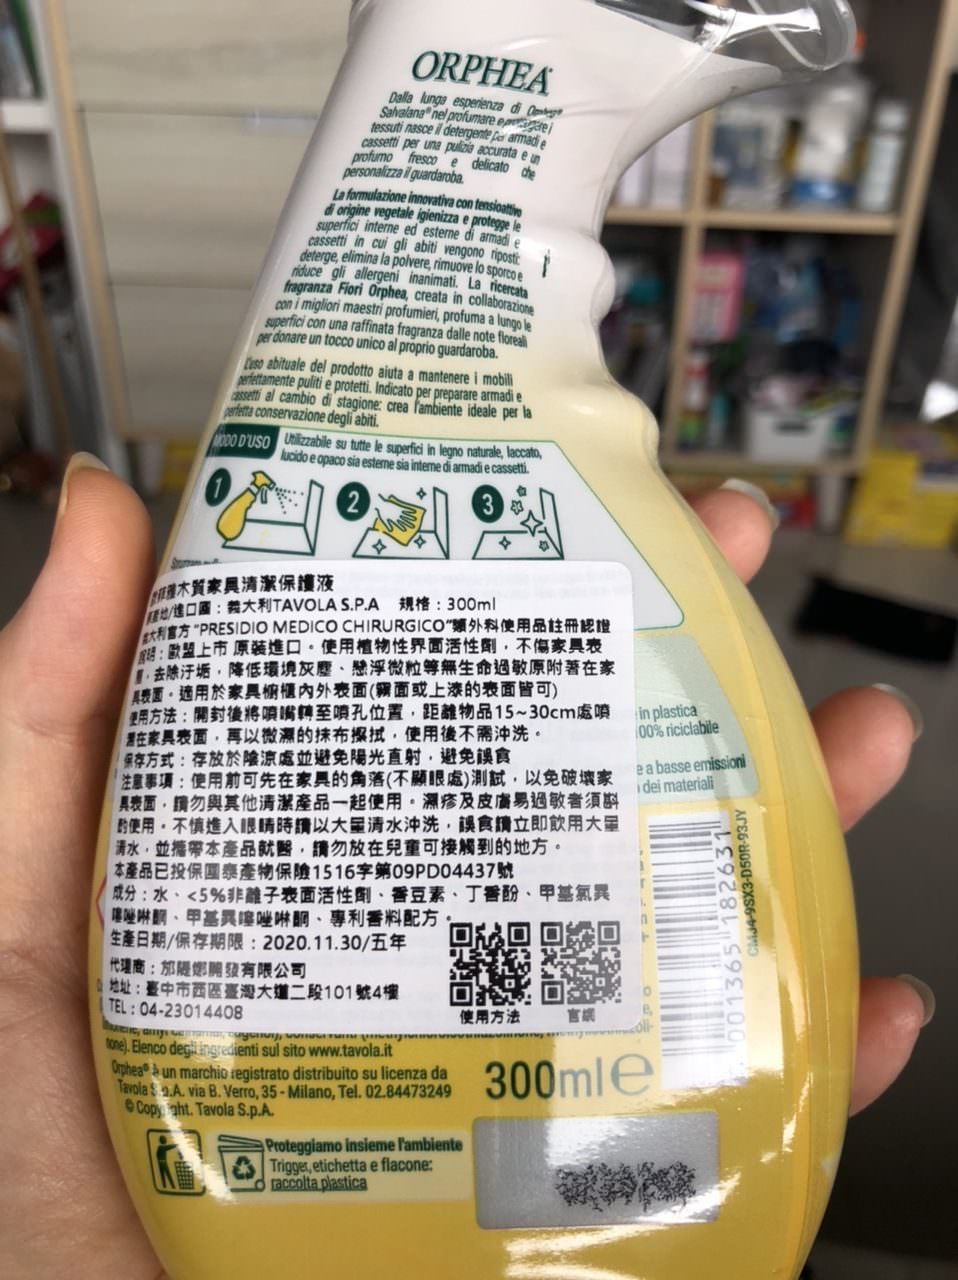 ORPHEA
Dalla lunga esperienza di
Salvalana® nel profumare e proteggere i
tessuti nasce il detergente per armadi e
cassetti per una pulizia accurata e un
profumo fresco e delicato che
personalizza il guardaroba.
La formulazione innovativa con tensioattivo
di origine vegetale igienizza e protegge le
superfici interne ed esterne di armadi e
cassetti in cui gli abiti vengono riposti:
deterge, elimina la polvere, rimuove lo sporco e
riduce gli allergeni inanimati. La ricercata
fragranza Fiori Orphea, creata in collaborazione
con i migliori maestri profumieri, profuma a lungo le
superfici con una raffinata fragranza dalle note floreali
per donare un tocco unico al proprio guardaroba.
L'uso abituale del prodotto aiuta a mantenere i mobili
perfettamente puliti e protetti. Indicato per preparare armadi e
cassetti al cambio di stagione: crea l'ambiente ideale per la
perfetta conservazione degli abiti.
MODO D'USO Utilizzabile su tutte le superfici in legno naturale, laccato,
lucido e opaco sia esterne sia interne di armadi e cassetti.
1 2 3
木質家具清潔保護液
地/進口國：義大利TAVOLA S.P.A 規格：300ml
義大利官方"PRESIDIO MEDICO CHIRURGICO"類外科使用品註冊認證
說明：歐盟上市 原裝進口。使用植物性界面活性劑，不傷家具表
，去除汙垢，降低環境灰塵、懸浮微粒等無生命過敏原附著在家
具表面。適用於家具櫥櫃內外表面(霧面或上漆的表面皆可)
使用方法：開封後將噴嘴轉至噴孔位置，距離物品15~30cm處噴
灑在家具表面，再以微濕的抹布擦拭，使用後不需沖洗。
保存方式：存放於陰涼處並避免陽光直射，避免誤食
注意事項：使用前可先在家具的角落(不顯眼處)測試，以免破壞家
具表面，請勿與其他清潔產品一起使用。濕疹及皮膚易過敏者須斟
酌使用。不慎進入眼睛時請以大量清水沖洗，誤食請立即飲用大量
清水，並攜帶本產品就醫，請勿放在兒童可接觸到的地方。
本產品已投保國泰產物保險1516字第09PD04437號
成分：水、<5%非離子表面活性劑、香豆素、丁香酚、甲基氯異
噻唑啉酮、甲基異噻唑啉酮、專利香料配方。
生產日期/保存期限：2020.11.30/五年
代理商：茄隄娜開發有限公司
地址：臺中市西區臺灣大道二段101號4樓
TEL：04-23014408
使用方法 官網
in plastica
100% riciclabile
e a basse emissioni
dei materiali
001365 182631
CM34-9SX3-D50R-93JY
none). Elenco degli ingredienti sul sito www.tavola.it
Orphea® è un marchio registrato distribuito su licenza da
Tavola S.p.A. via B. Verro, 35 - Milano, Tel. 02.84473249
© Copyright. Tavola S.p.A.
300ml e
Proteggiamo insieme l'ambiente
Trigger, etichetta e flacone:
raccolta plastica